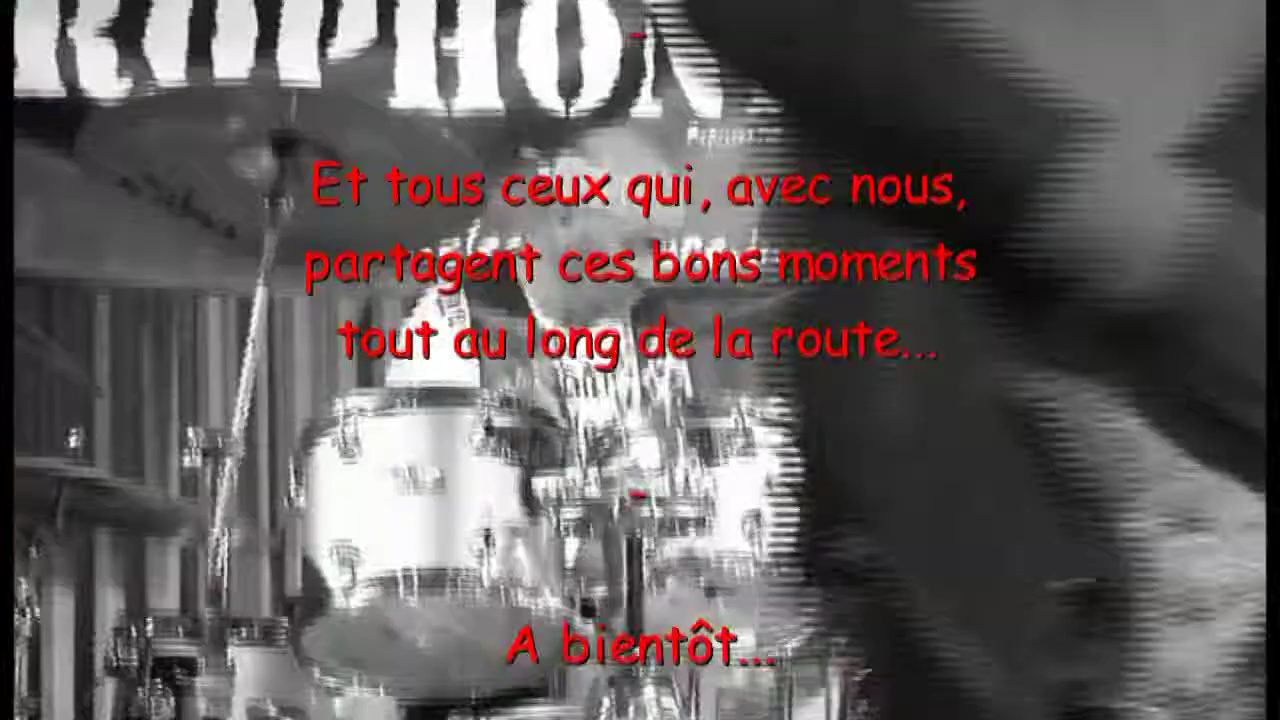 -
Et tous ceux qui, avec nous,
partagent ces bons moments
tout au long de la route...
-
A bientôt...